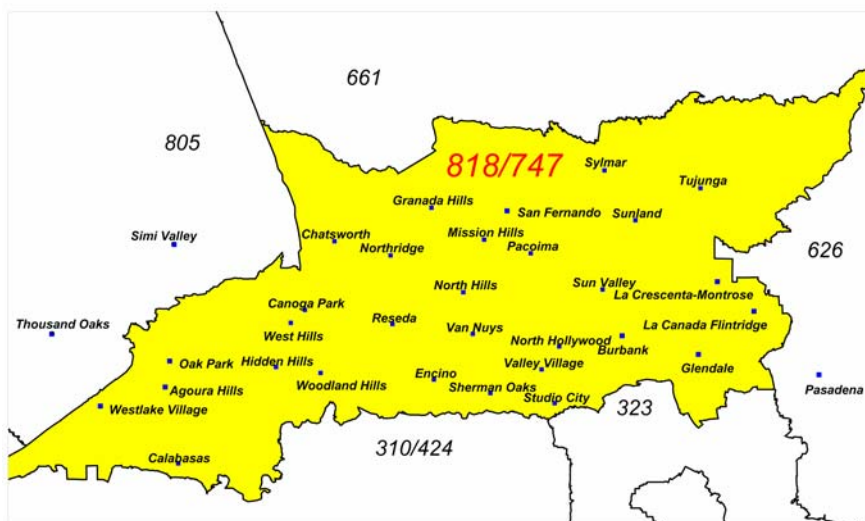 661
805
818/747
Sylmar
Tujunga
Granada Hills
San Fernando
Sunland
Simi Valley
Chatsworth
Mission Hills
Northridge
Pacoima
626
North Hills
Sun Valley
La Crescenta-Montrose
Canoga Park
Thousand Oaks
West Hills
Reseda
Van Nuys
La Canada Flintridge
North Hollywood
Burbank
Oak Park
Hidden Hills
Valley Village
Glendale
Agoura Hills
Woodland Hills
Encino
Sherman Oaks
Pasadena
Westlake Village
Studio City
323
310/424
Calabasas